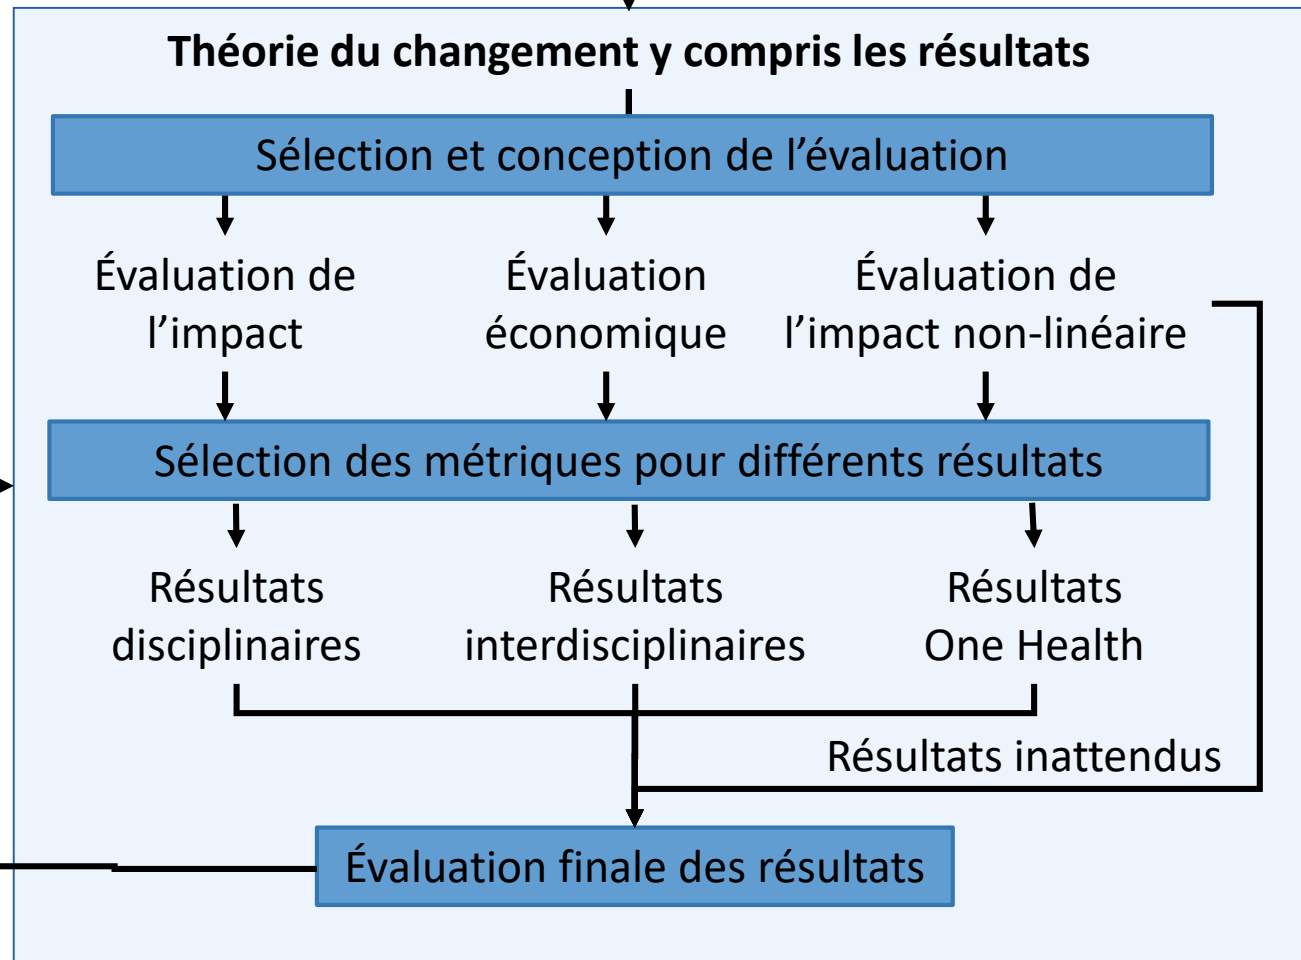 Théorie du changement y compris les résultats
Sélection et conception de l’évaluation
Évaluation de
l’impact
Évaluation
économique
Évaluation de
l’impact non-linéaire
Sélection des métriques pour différents résultats
Résultats
disciplinaires
Résultats
interdisciplinaires
Résultats
One Health
Résultats inattendus
Évaluation finale des résultats